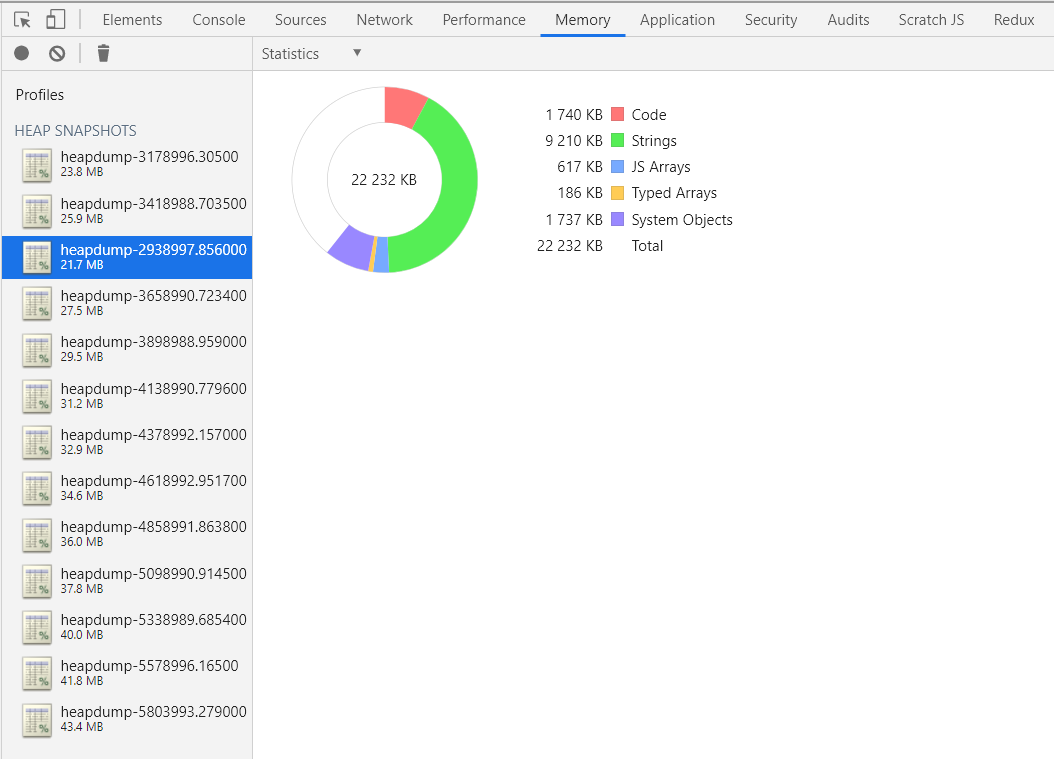 Elements Console Sources Network Performance Memory Application Security Audits Scratch JS Redux
Statistics ▼
Profiles
HEAP SNAPSHOTS
heapdump-3178996.30500
23.8 MB
heapdump-3418988.703500
25.9 MB
heapdump-2938997.856000
21.7 MB
heapdump-3658990.723400
27.5 MB
heapdump-3898988.959000
29.5 MB
heapdump-4138990.779600
31.2 MB
heapdump-4378992.157000
32.9 MB
heapdump-4618992.951700
34.6 MB
heapdump-4858991.863800
36.0 MB
heapdump-5098990.914500
37.8 MB
heapdump-5338989.685400
40.0 MB
heapdump-5578996.16500
41.8 MB
heapdump-5803993.279000
43.4 MB
22 232 KB
1 740 KB Code
9 210 KB Strings
617 KB JS Arrays
186 KB Typed Arrays
1 737 KB System Objects
22 232 KB Total